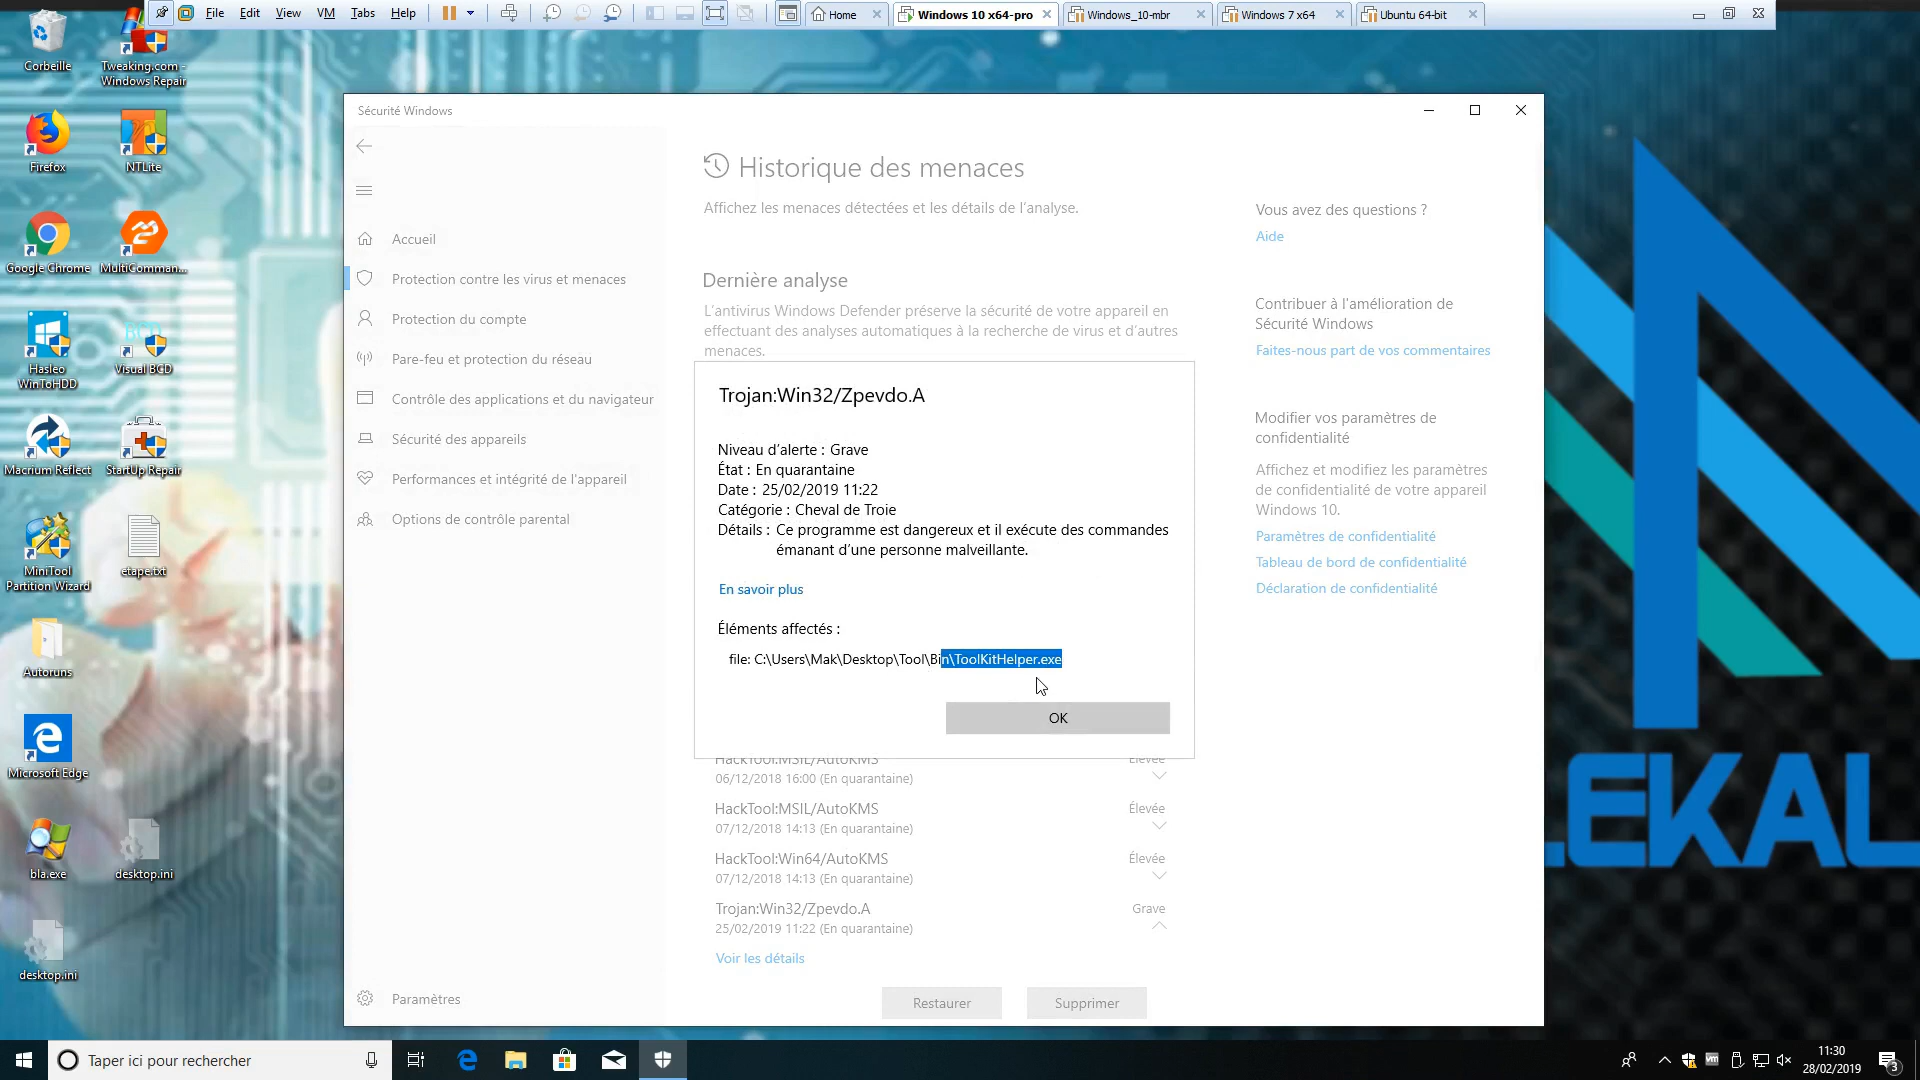 File Edit View VM Tabs Help
Home
Windows 10 x64-pro
Windows_10-mbr
Windows 7 x64
Ubuntu 64-bit
Corbeille
Tweaking.com - Windows Repair
Firefox
NTLite
Google Chrome
MultiComman...
Hasleo WinToHDD
Visual BCD
Macrium Reflect
StartUp Repair
MiniTool Partition Wizard
etape.txt
Autoruns
Microsoft Edge
bla.exe
desktop.ini
desktop.ini
Sécurité Windows
Accueil
Protection contre les virus et menaces
Protection du compte
Pare-feu et protection du réseau
Contrôle des applications et du navigateur
Sécurité des appareils
Performances et intégrité de l'appareil
Options de contrôle parental
Paramètres
Historique des menaces
Affichez les menaces détectées et les détails de l'analyse.
Dernière analyse
L'antivirus Windows Defender préserve la sécurité de votre appareil en
effectuant des analyses automatiques à la recherche de virus et d'autres
menaces.
Trojan:Win32/Zpevdo.A
Niveau d'alerte : Grave
État : En quarantaine
Date : 25/02/2019 11:22
Catégorie : Cheval de Troie
Détails : Ce programme est dangereux et il exécute des commandes
émanant d'une personne malveillante.
En savoir plus
Éléments affectés :
file: C:\Users\Mak\Desktop\Tool\Bin\ToolKitHelper.exe
OK
HackTool:MSIL/AutoKMS Élevée
06/12/2018 16:00 (En quarantaine)
HackTool:MSIL/AutoKMS Élevée
07/12/2018 14:13 (En quarantaine)
HackTool:Win64/AutoKMS Élevée
07/12/2018 14:13 (En quarantaine)
Trojan:Win32/Zpevdo.A Grave
25/02/2019 11:22 (En quarantaine)
Voir les détails
Restaurer
Supprimer
Vous avez des questions ?
Aide
Contribuer à l'amélioration de
Sécurité Windows
Faites-nous part de vos commentaires
Modifier vos paramètres de
confidentialité
Affichez et modifiez les paramètres
de confidentialité de votre appareil
Windows 10.
Paramètres de confidentialité
Tableau de bord de confidentialité
Déclaration de confidentialité
LEKAL
Taper ici pour rechercher
11:30
28/02/2019
3